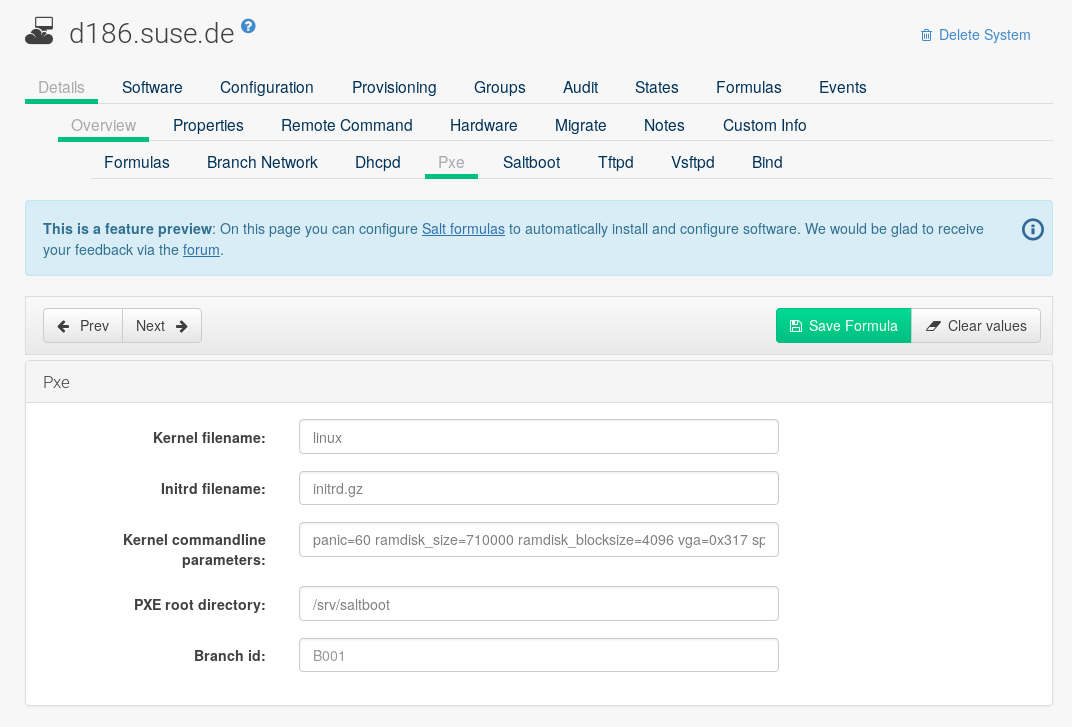 d186.suse.de
Delete System
Details Software Configuration Provisioning Groups Audit States Formulas Events
Overview Properties Remote Command Hardware Migrate Notes Custom Info
Formulas Branch Network Dhcpd Pxe Saltboot Tftpd Vsftpd Bind
This is a feature preview: On this page you can configure Salt formulas to automatically install and configure software. We would be glad to receive
your feedback via the forum.
Prev Next Save Formula Clear values
Pxe
Kernel filename: linux
Initrd filename: initrd.gz
Kernel commandline panic=60 ramdisk_size=710000 ramdisk_blocksize=4096 vga=0x317 sp
parameters:
PXE root directory: /srv/saltboot
Branch id: B001